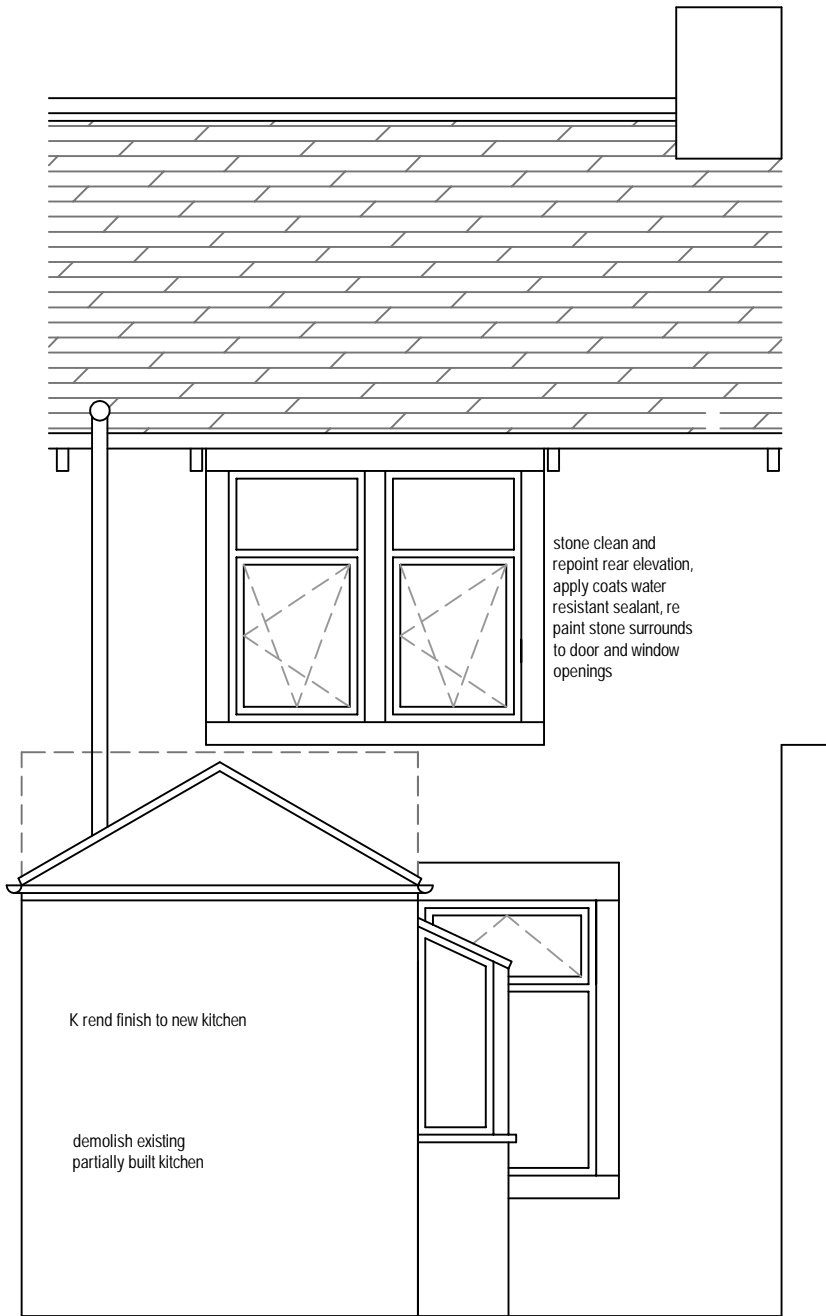 stone clean and
repoint rear elevation,
apply coats water
resistant sealant, re
paint stone surrounds
to door and window
openings
K rend finish to new kitchen
demolish existing
partially built kitchen